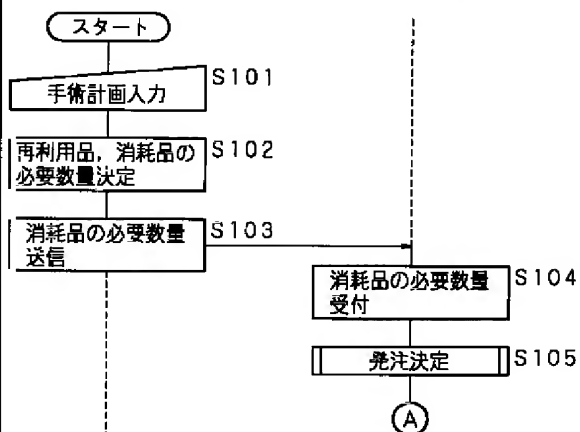 スタート
手術計画入力
S101
再利用品,消耗品の
必要数量決定
S102
消耗品の必要数量
送信
S103
消耗品の必要数量
受付
S104
発注決定
S105
A